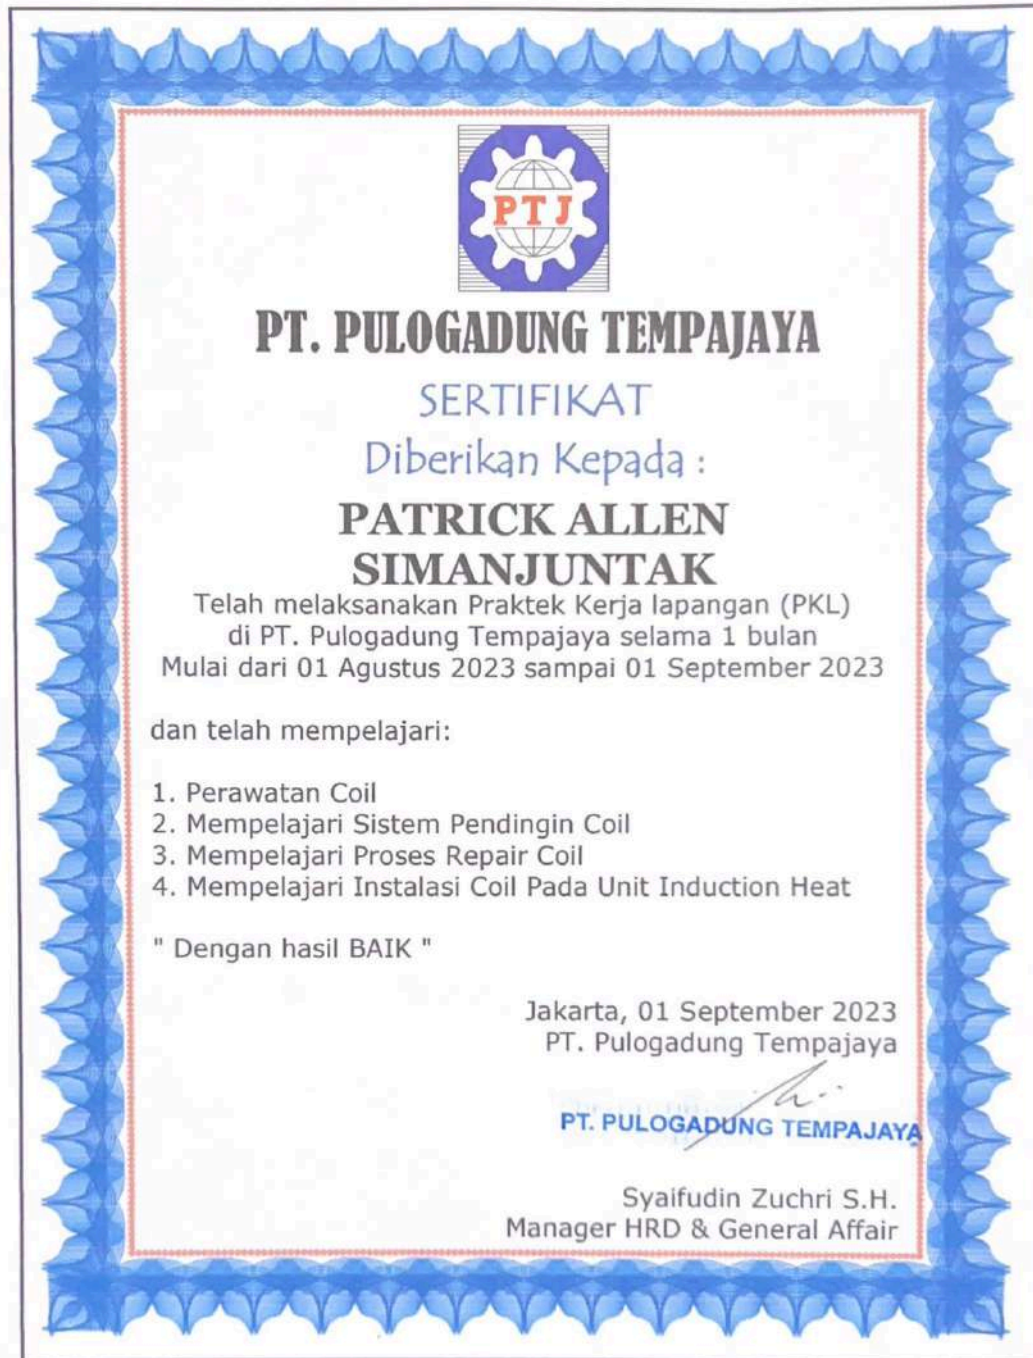 PTJ
PT. PULOGADUNG TEMPAJAYA
SERTIFIKAT
Diberikan Kepada :
PATRICK ALLEN
SIMANJUNTAK
Telah melaksanakan Praktek Kerja lapangan (PKL)
di PT. Pulogadung Tempajaya selama 1 bulan
Mulai dari 01 Agustus 2023 sampai 01 September 2023
dan telah mempelajari:
1. Perawatan Coil
2. Mempelajari Sistem Pendingin Coil
3. Mempelajari Proses Repair Coil
4. Mempelajari Instalasi Coil Pada Unit Induction Heat
" Dengan hasil BAIK "
Jakarta, 01 September 2023
PT. Pulogadung Tempajaya
PT. PULOGADUNG TEMPAJAYA
Syaifudin Zuchri S.H.
Manager HRD & General Affair